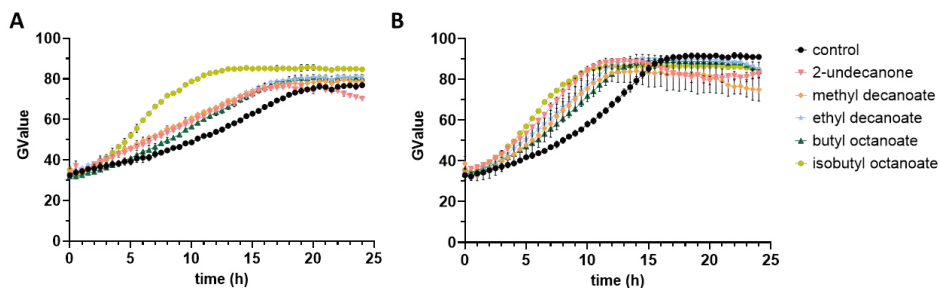 A
GValue
100
80
60
40
20
0
0 5 10 15 20 25
time (h)
B
GValue
100
80
60
40
20
0
0 5 10 15 20 25
time (h)
control
2-undecanone
methyl decanoate
ethyl decanoate
butyl octanoate
isobutyl octanoate